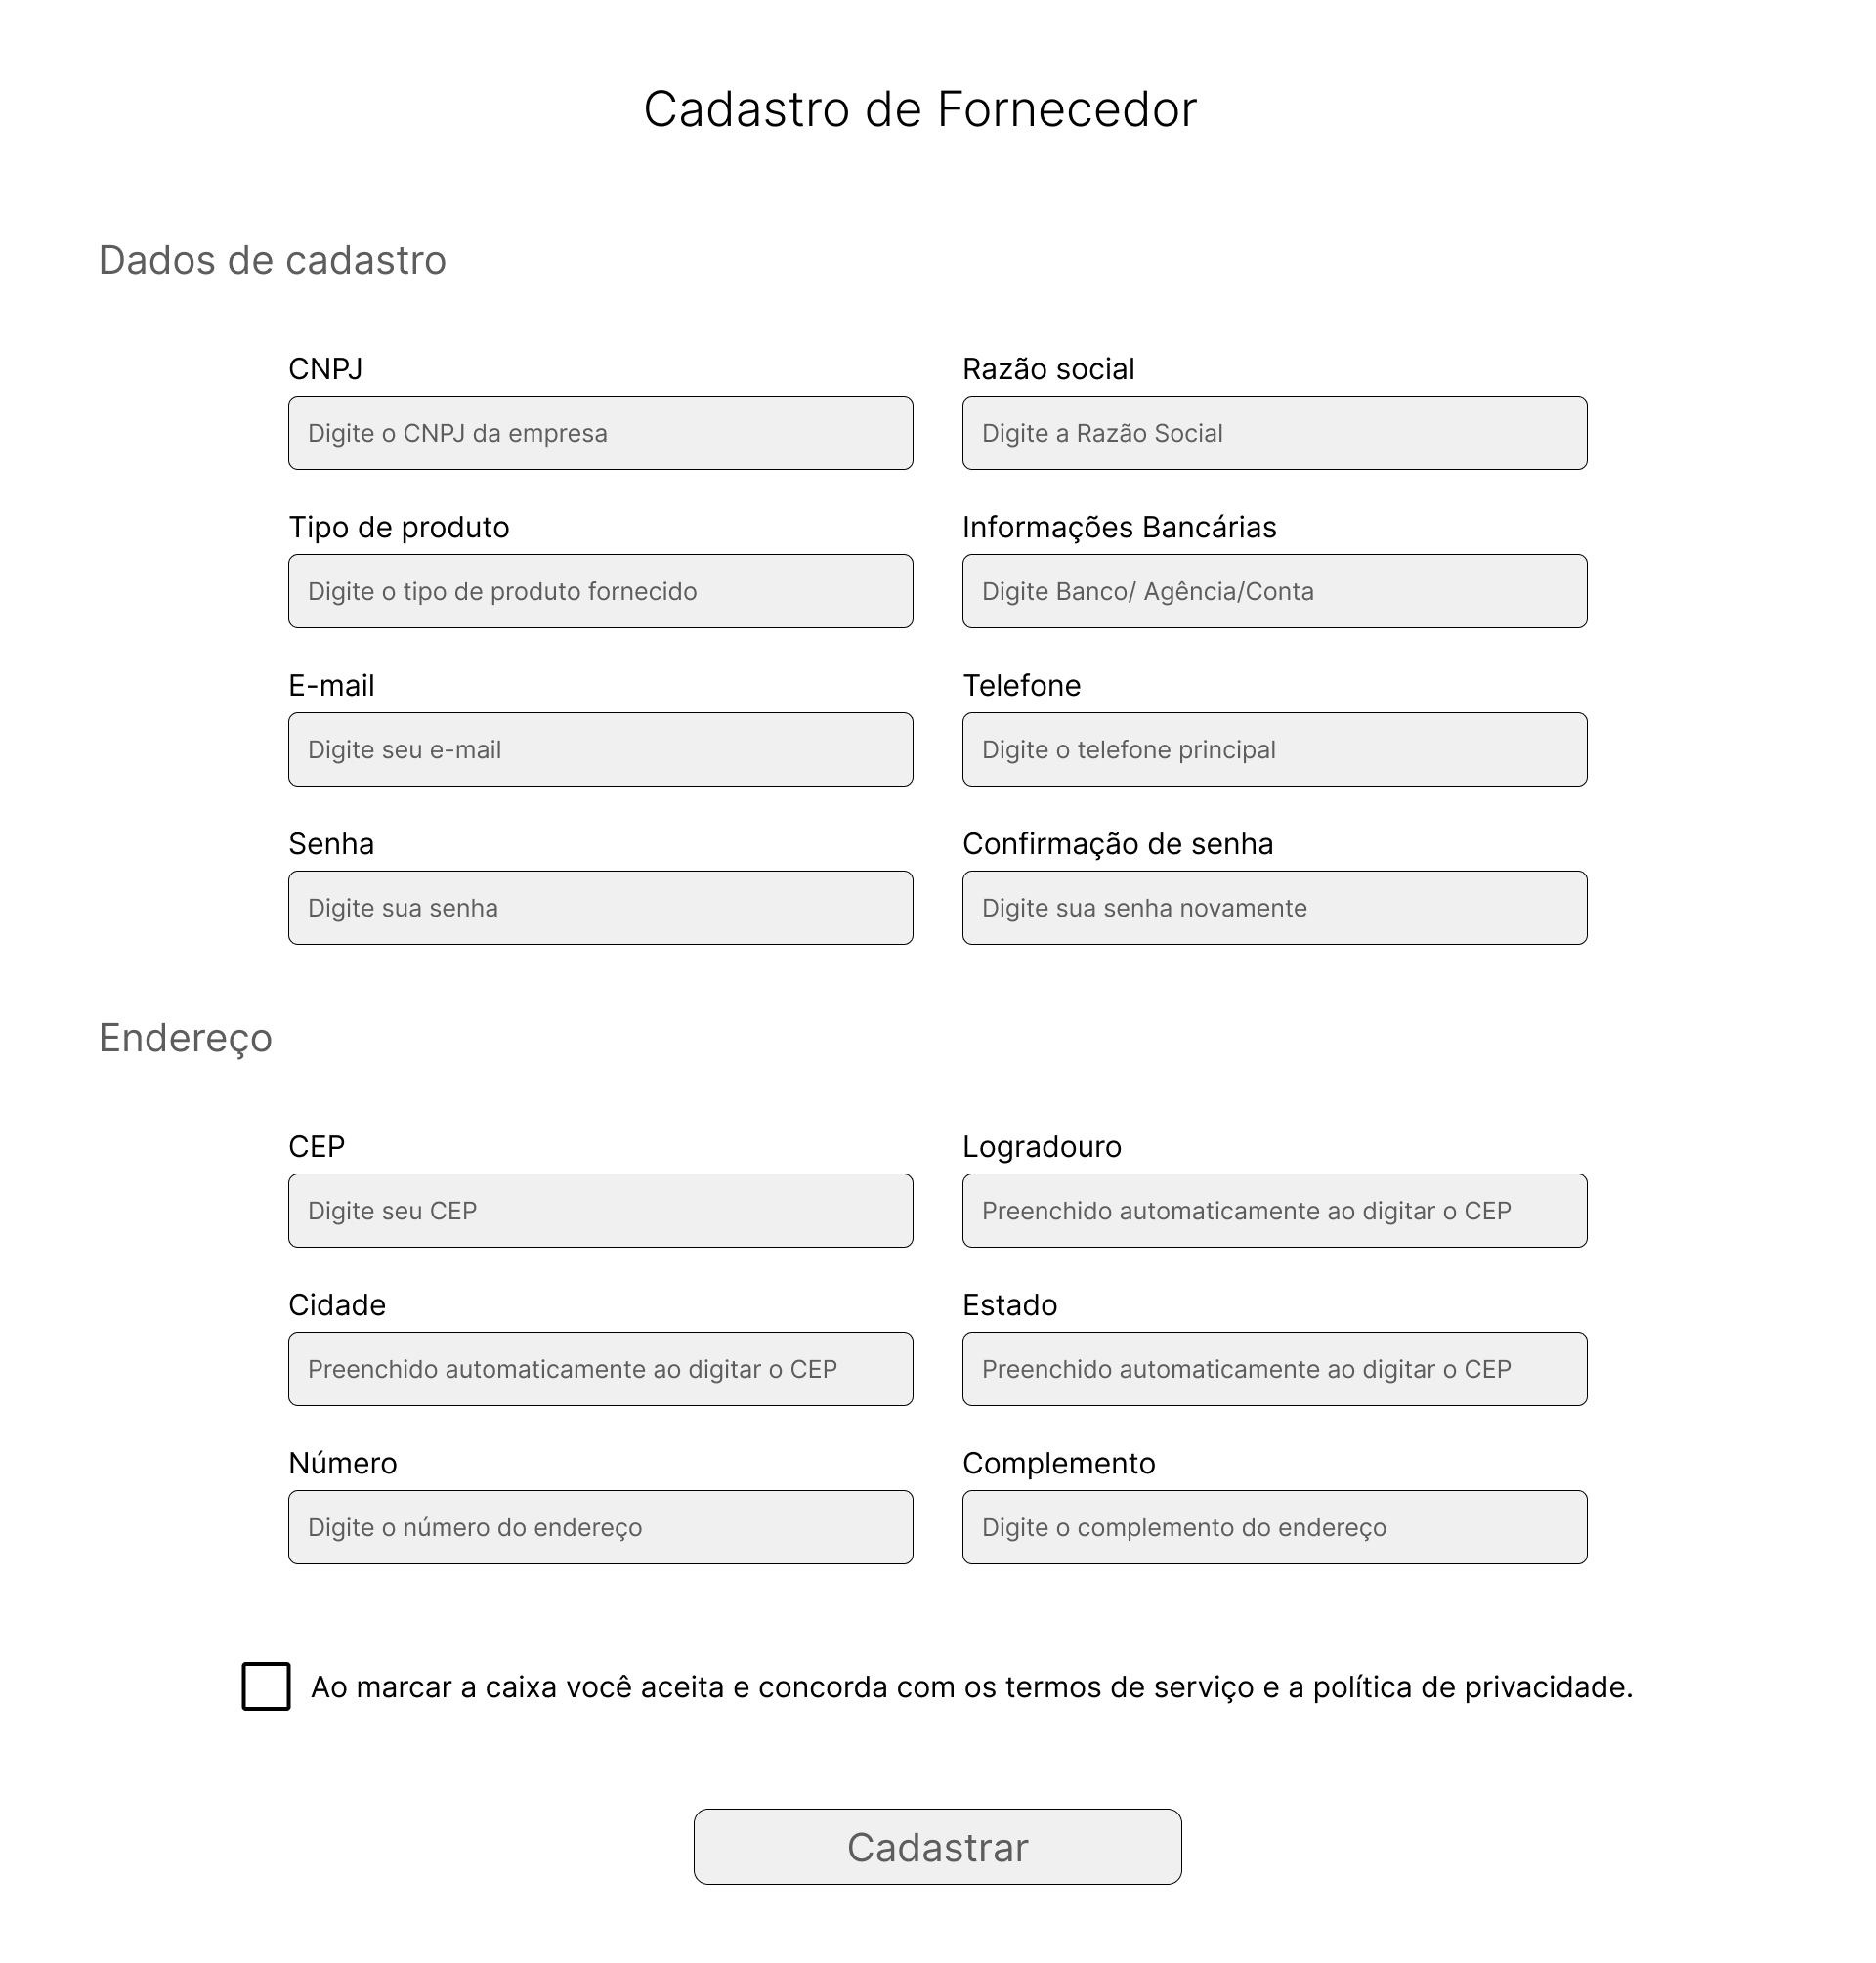 Cadastro de Fornecedor
Dados de cadastro
CNPJ
Digite o CNPJ da empresa
Razão social
Digite a Razão Social
Tipo de produto
Digite o tipo de produto fornecido
Informações Bancárias
Digite Banco/ Agência/Conta
E-mail
Digite seu e-mail
Telefone
Digite o telefone principal
Senha
Digite sua senha
Confirmação de senha
Digite sua senha novamente
Endereço
CEP
Digite seu CEP
Logradouro
Preenchido automaticamente ao digitar o CEP
Cidade
Preenchido automaticamente ao digitar o CEP
Estado
Preenchido automaticamente ao digitar o CEP
Número
Digite o número do endereço
Complemento
Digite o complemento do endereço
Ao marcar a caixa você aceita e concorda com os termos de serviço e a política de privacidade.
Cadastrar